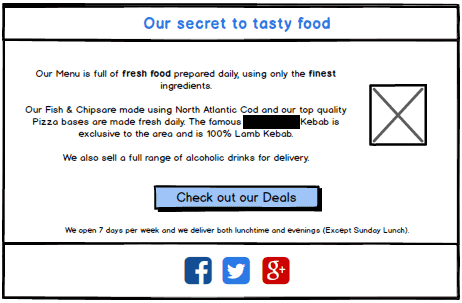 Our secret to tasty food
Our Menu is full of fresh food prepared daily, using only the finest
ingredients.
Our Fish & Chipsare made using North Atlantic Cod and our top quality
Pizza bases are made fresh daily. The famous Kebab is
exclusive to the area and is 100% Lamb Kebab.
We also sell a full range of alcoholic drinks for delivery.
Check out our Deals
We open 7 days per week and we deliver both lunchtime and evenings (Except Sunday Lunch).
f g+